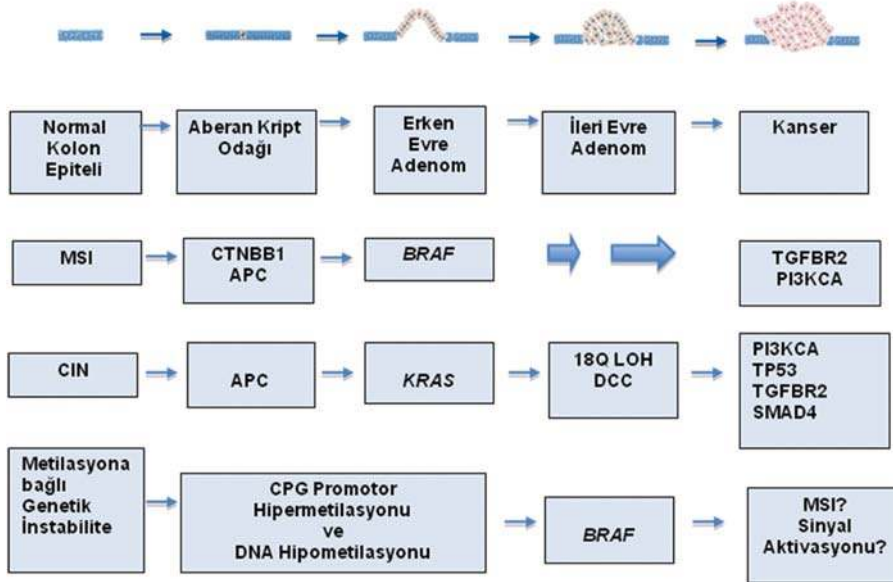 Normal
Kolon
Epiteli
Aberan Kript
Odağı
Erken
Evre
Adenom
İleri Evre
Adenom
Kanser
MSI
CTNBB1
APC
BRAF
TGFBR2
PI3KCA
CIN
APC
KRAS
18Q LOH
DCC
PI3KCA
TP53
TGFBR2
SMAD4
Metilasyona
bağlı
Genetik
İnstabilite
CPG Promotor
Hipermetilasyonu
ve
DNA Hipometilasyonu
BRAF
MSI?
Sinyal
Aktivasyonu?